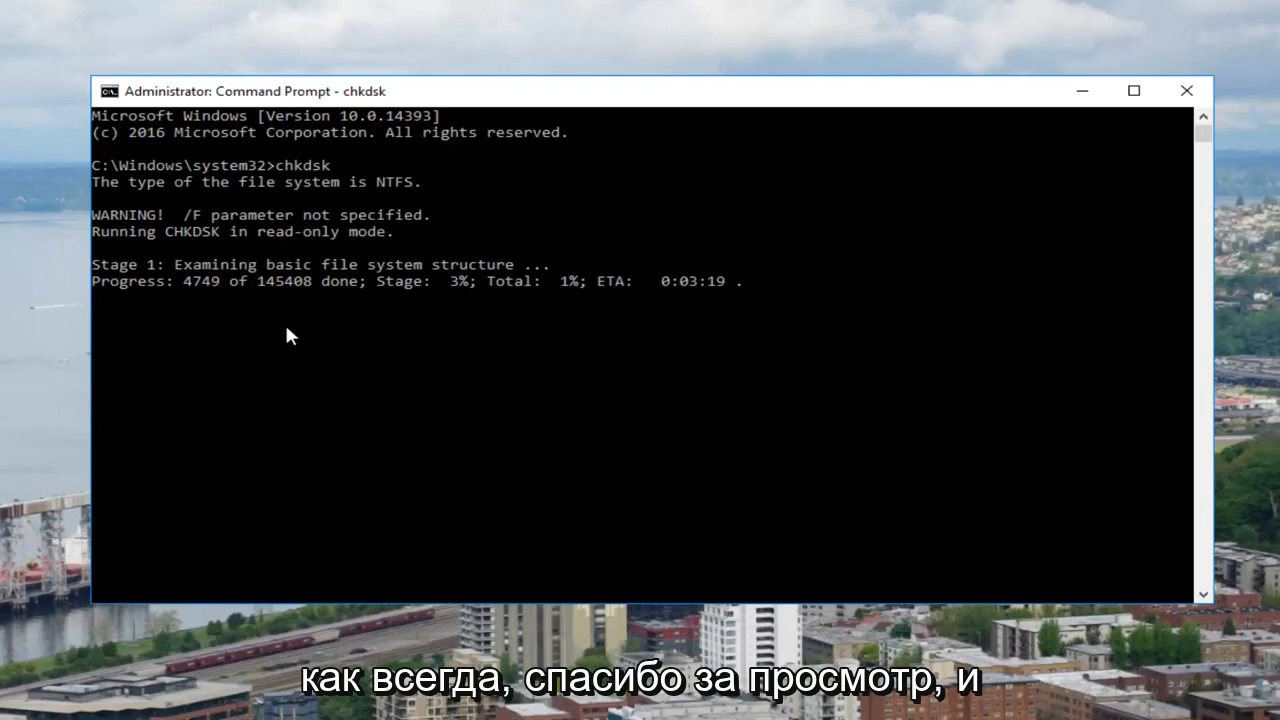 Administrator: Command Prompt - chkdsk
Microsoft Windows [Version 10.0.14393]
(c) 2016 Microsoft Corporation. All rights reserved.
C:\Windows\system32>chkdsk
The type of the file system is NTFS.
WARNING!  /F parameter not specified.
Running CHKDSK in read-only mode.
Stage 1: Examining basic file system structure ...
Progress: 4749 of 145408 done; Stage:  3%; Total:  1%; ETA:   0:03:19 .
как всегда, спасибо за просмотр, и